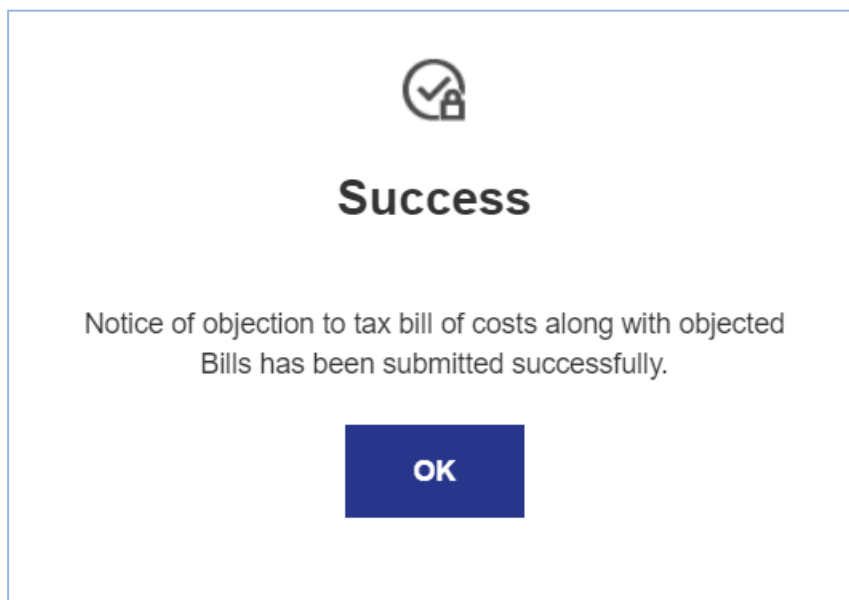 Success
Notice of objection to tax bill of costs along with objected
Bills has been submitted successfully.
OK